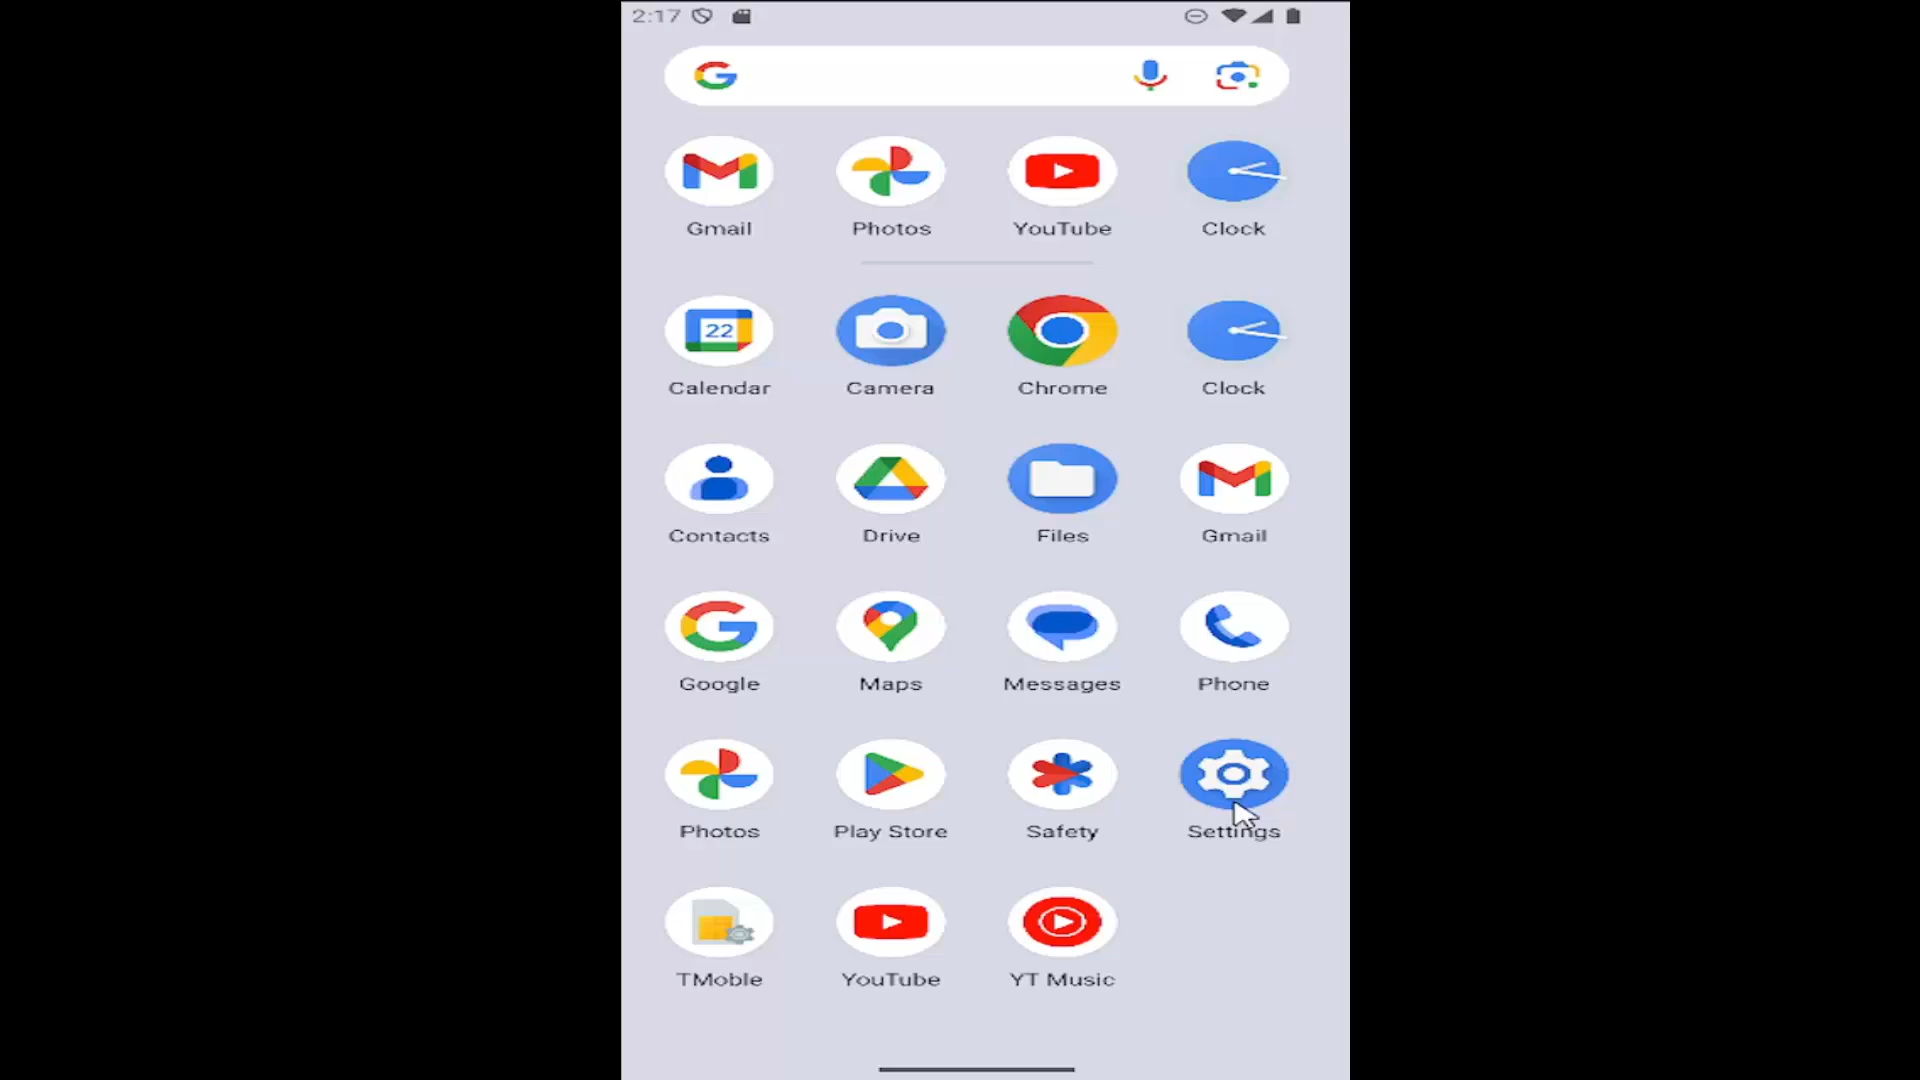 2:17
Gmail Photos YouTube Clock
22
Calendar Camera Chrome Clock
Contacts Drive Files Gmail
Google Maps Messages Phone
Photos Play Store Safety Settings
TMoble YouTube YT Music